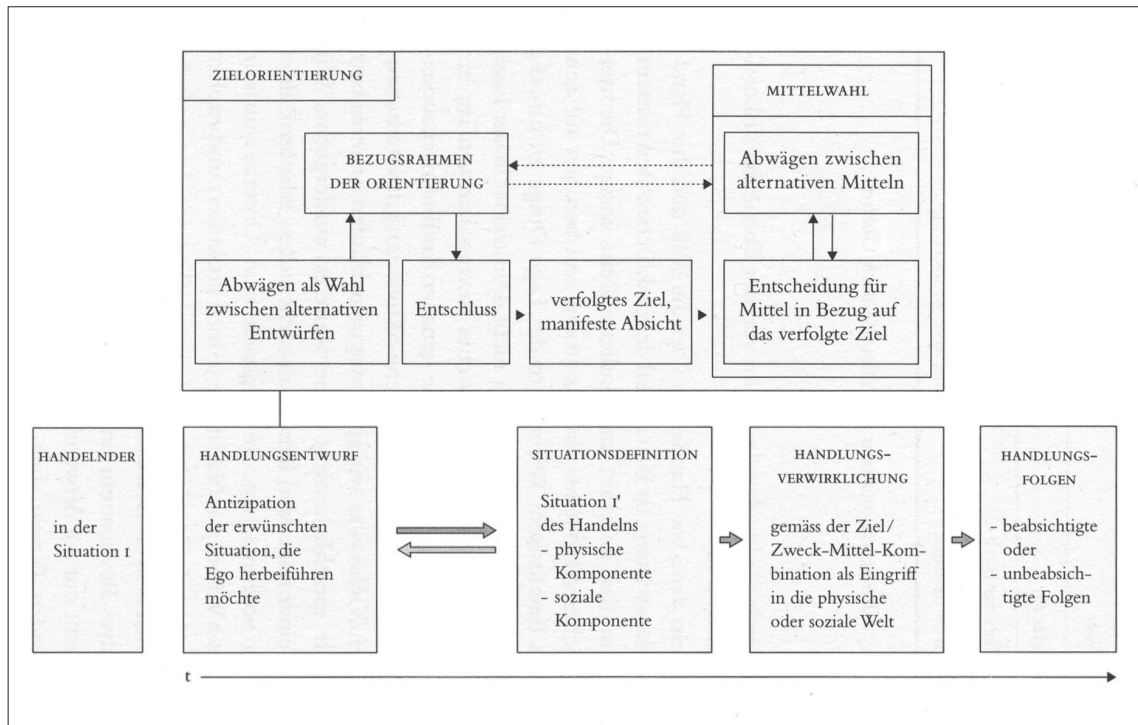 ZIELORIENTIERUNG
MITTELWAHL
BEZUGSRAHMEN
DER ORIENTIERUNG
Abwägen zwischen
alternativen Mitteln
Abwägen als Wahl
zwischen alternativen
Entwürfen
Entschluss
verfolgtes Ziel,
manifeste Absicht
Entscheidung für
Mittel in Bezug auf
das verfolgte Ziel
HANDELNDER
in der
Situation 1
HANDLUNGSENTWURF
Antizipation
der erwünschten
Situation, die
Ego herbeiführen
möchte
SITUATIONSDEFINITION
Situation 1'
des Handelns
- physische
Komponente
- soziale
Komponente
HANDLUNGS-
VERWIRKLICHUNG
gemäss der Ziel/
Zweck-Mittel-Kom-
bination als Eingriff
in die physische
oder soziale Welt
HANDLUNGS-
FOLGEN
- beabsichtigte
oder
- unbeabsich-
tigte Folgen
t